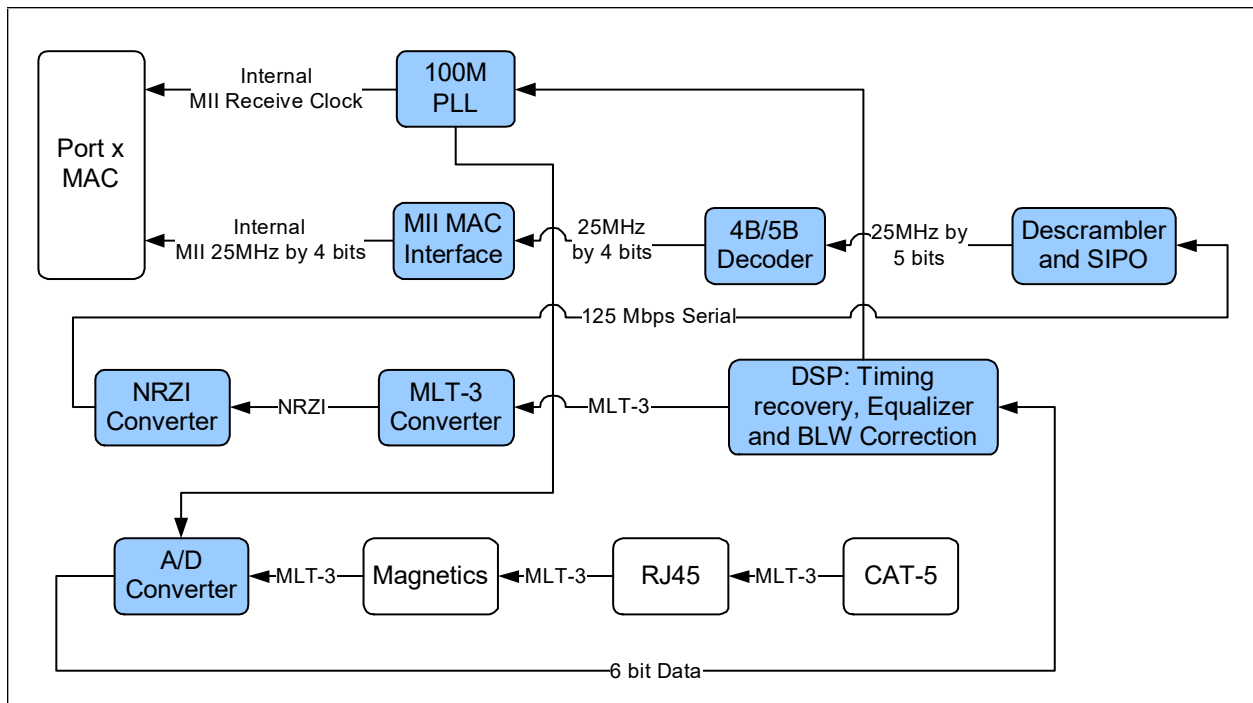 Port x
MAC
Internal
MII Receive Clock
100M
PLL
Internal
MII 25MHz by 4 bits
MII MAC
Interface
25MHz
by 4 bits
4B/5B
Decoder
25MHz by
5 bits
Descrambler
and SIPO
125 Mbps Serial
NRZI
Converter
NRZI
MLT-3
Converter
MLT-3
DSP: Timing
recovery, Equalizer
and BLW Correction
A/D
Converter
MLT-3
Magnetics
MLT-3
RJ45
MLT-3
CAT-5
6 bit Data